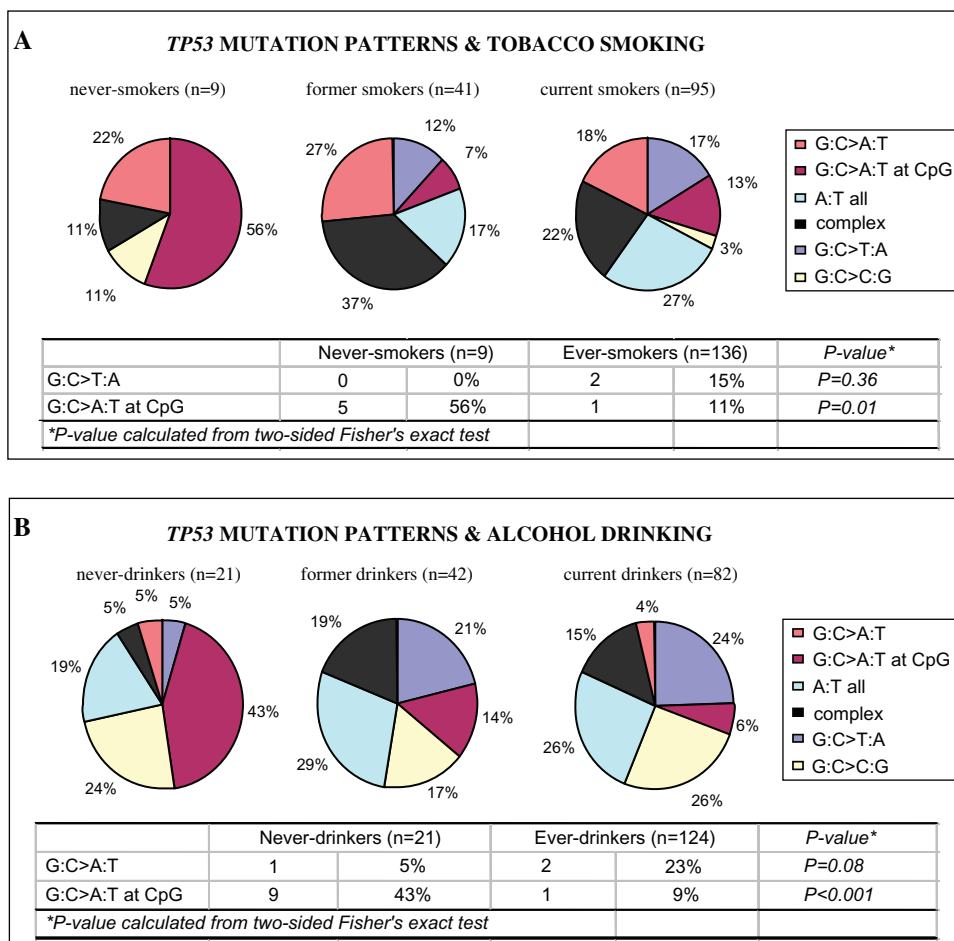 A
TP53 MUTATION PATTERNS & TOBACCO SMOKING
never-smokers (n=9)
former smokers (n=41)
current smokers (n=95)
22%
56%
11%
11%
27%
12%
7%
17%
37%
18%
17%
13%
3%
27%
22%
G:C>A:T
G:C>A:T at CpG
A:T all
complex
G:C>T:A
G:C>C:G
Never-smokers (n=9) Ever-smokers (n=136) P-value*
G:C>T:A 0 0% 2 15% P=0.36
G:C>A:T at CpG 5 56% 1 11% P=0.01
*P-value calculated from two-sided Fisher's exact test
B
TP53 MUTATION PATTERNS & ALCOHOL DRINKING
never-drinkers (n=21)
former drinkers (n=42)
current drinkers (n=82)
5%
5%
5%
19%
43%
24%
19%
21%
14%
17%
29%
4%
15%
24%
6%
26%
26%
G:C>A:T
G:C>A:T at CpG
A:T all
complex
G:C>T:A
G:C>C:G
Never-drinkers (n=21) Ever-drinkers (n=124) P-value*
G:C>A:T 1 5% 2 23% P=0.08
G:C>A:T at CpG 9 43% 1 9% P<0.001
*P-value calculated from two-sided Fisher's exact test